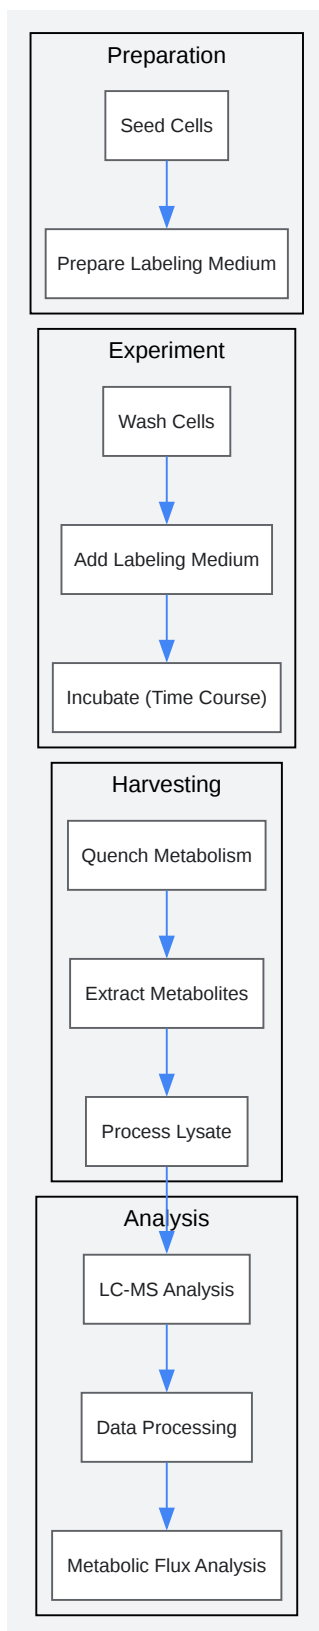 Preparation
Seed Cells
Prepare Labeling Medium
Experiment
Wash Cells
Add Labeling Medium
Incubate (Time Course)
Harvesting
Quench Metabolism
Extract Metabolites
Process Lysate
Analysis
LC-MS Analysis
Data Processing
Metabolic Flux Analysis